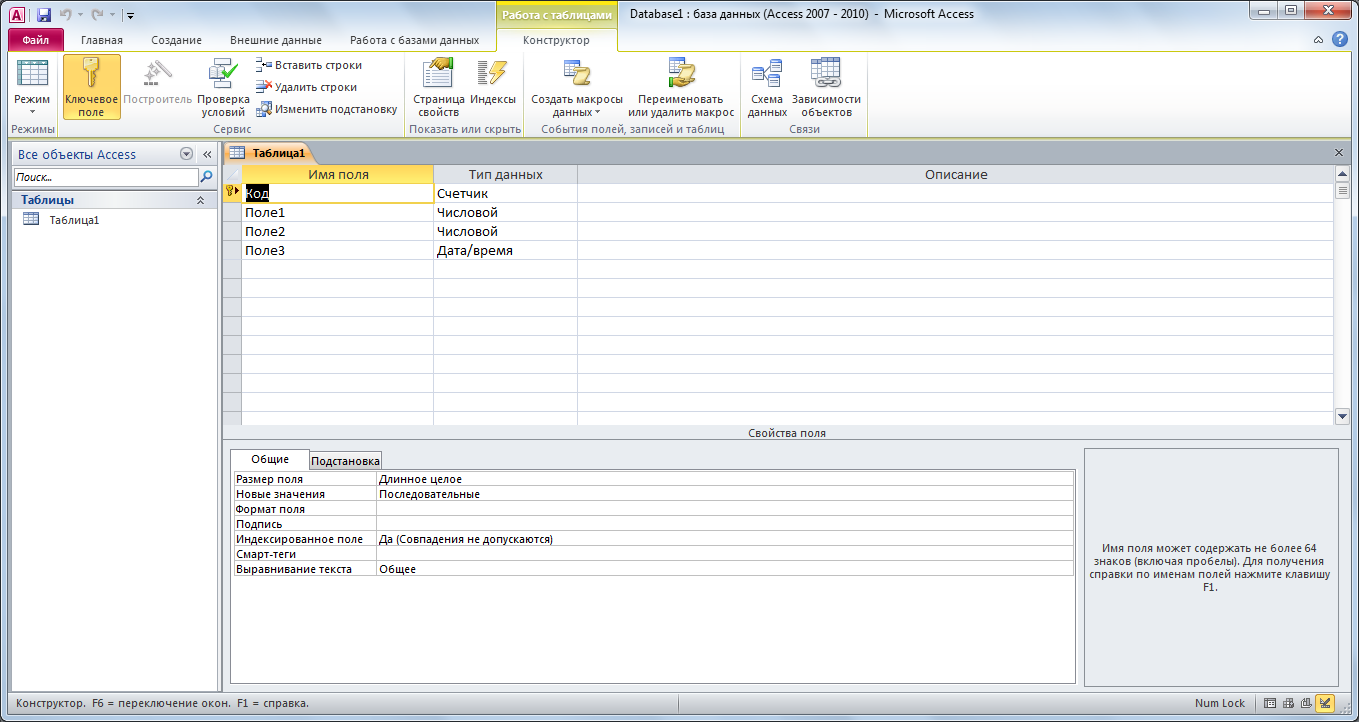 Работа с таблицами
Database1 : база данных (Access 2007 - 2010) - Microsoft Access
Файл
Главная
Создание
Внешние данные
Работа с базами данных
Конструктор
Режим
Ключевое
поле
Построитель
Проверка
условий
Вставить строки
Удалить строки
Изменить подстановку
Страница
свойств
Индексы
Создать макросы
данных
Переименовать
или удалить макрос
Схема
данных
Зависимости
объектов
Режимы
Сервис
Показать или скрыть
События полей, записей и таблиц
Связи
Все объекты Access
Поиск...
Таблицы
Таблица1
Таблица1
Имя поля Тип данных Описание
Код Счетчик
Поле1 Числовой
Поле2 Числовой
Поле3 Дата/время
Свойства поля
Общие
Подстановка
Размер поля Длинное целое
Новые значения Последовательные
Формат поля
Подпись
Индексированное поле Да (Совпадения не допускаются)
Смарт-теги
Выравнивание текста Общее
Имя поля может содержать не более 64
знаков (включая пробелы). Для получения
справки по именам полей нажмите клавишу
F1.
Конструктор. F6 = переключение окон. F1 = справка.
Num Lock